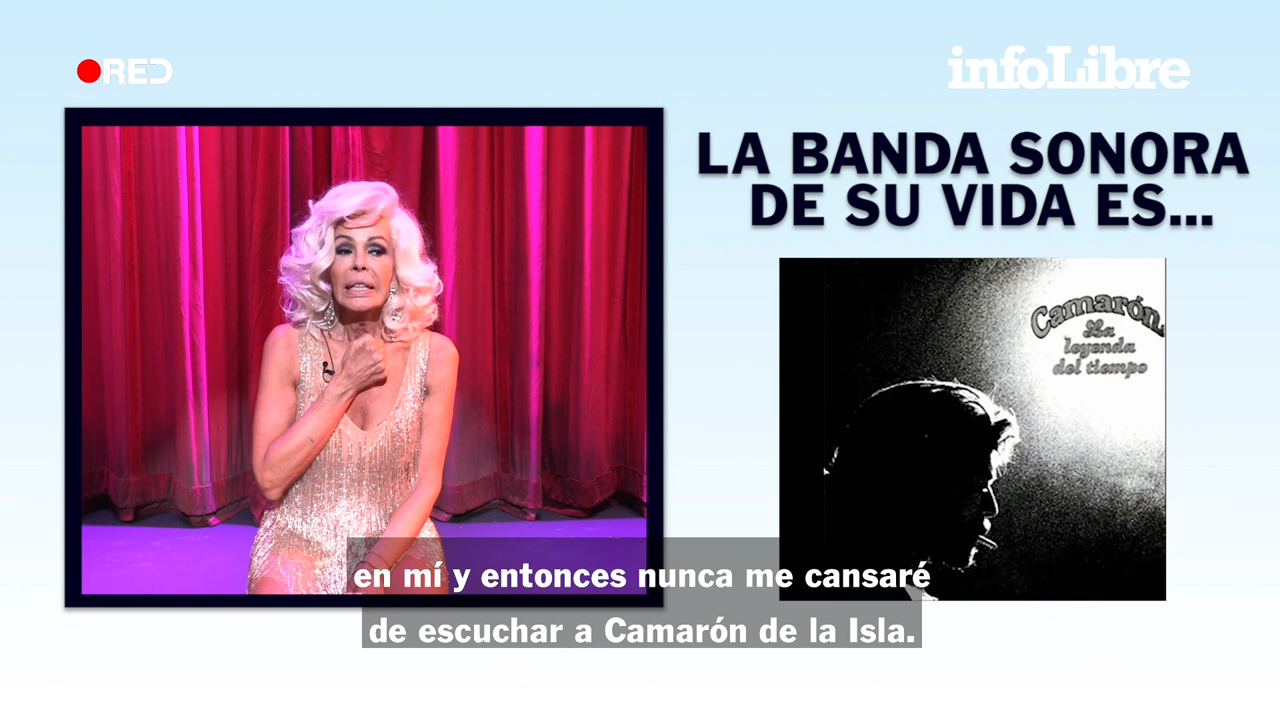 RED
infoLibre
LA BANDA SONORA
DE SU VIDA ES...
Camarón
La
leyenda
del tiempo
en mí y entonces nunca me cansaré
de escuchar a Camarón de la Isla.